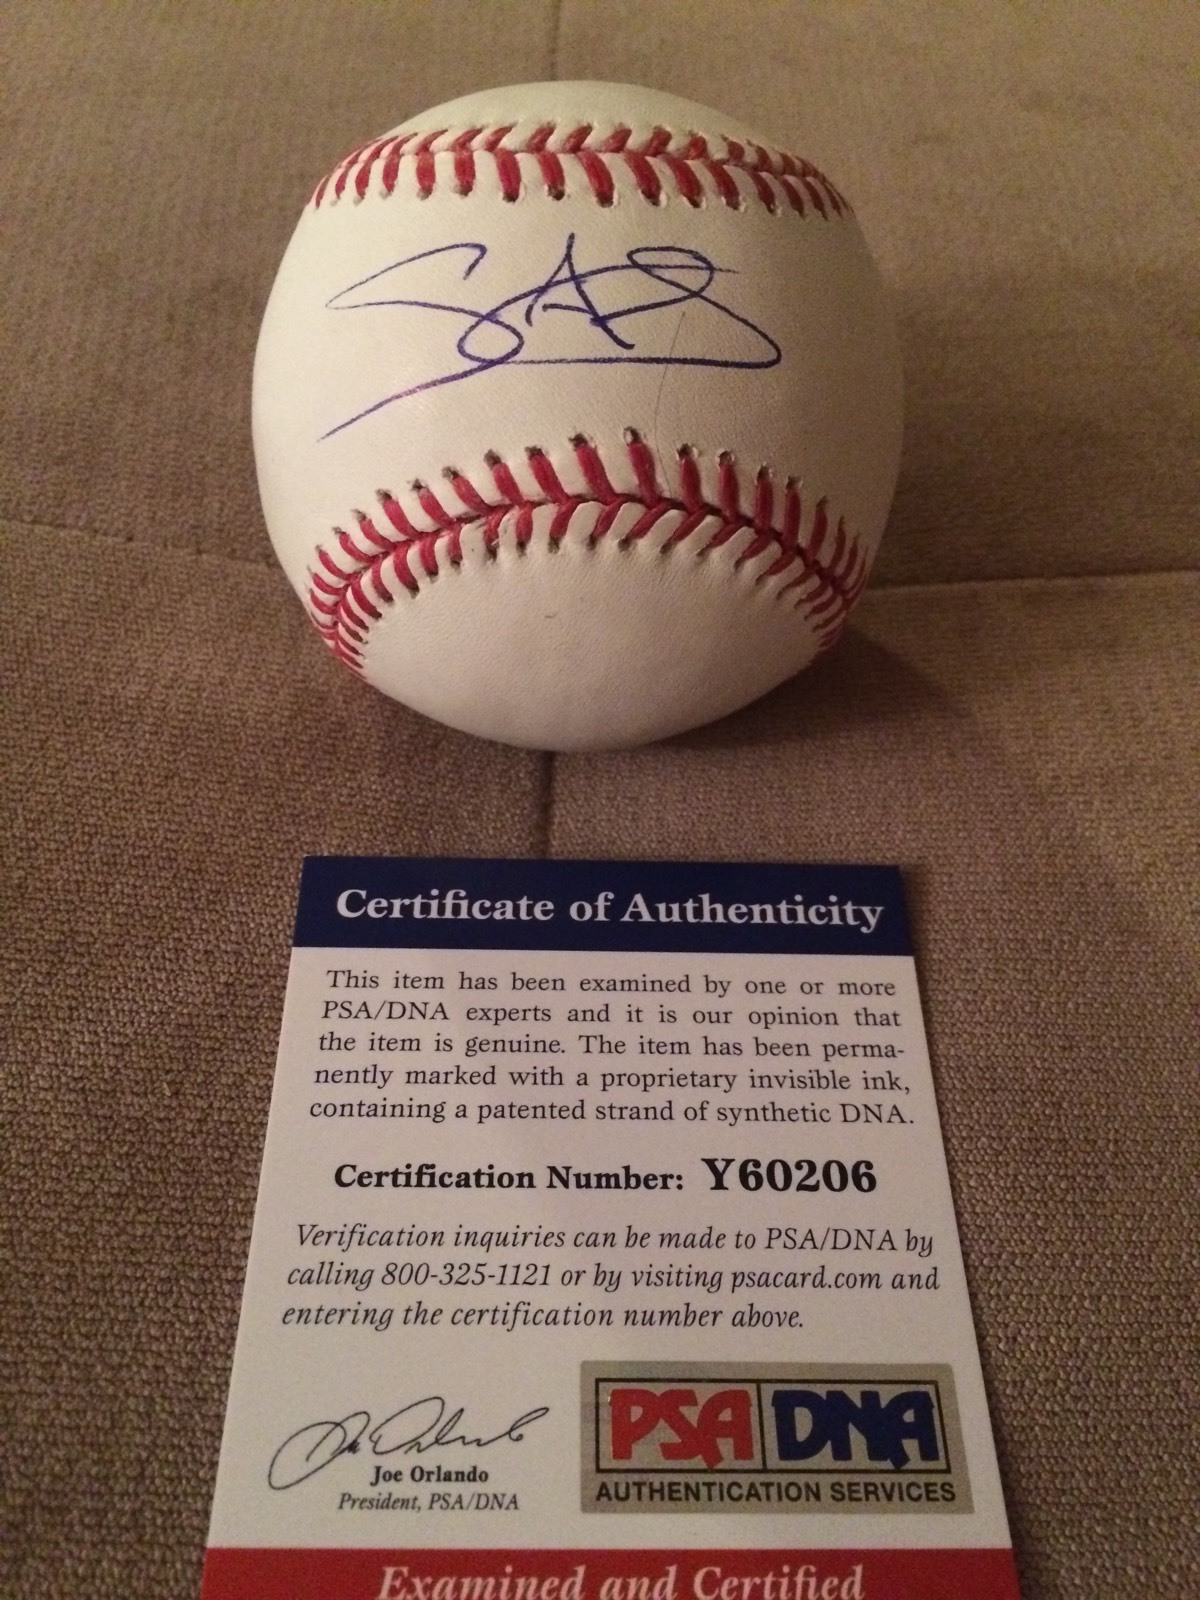 Certificate of Authenticity
This item has been examined by one or more
PSA/DNA experts and it is our opinion that
the item is genuine. The item has been perma-
nently marked with a proprietary invisible ink,
containing a patented strand of synthetic DNA.
Certification Number: Y60206
Verification inquiries can be made to PSA/DNA by
calling 800-325-1121 or by visiting psacard.com and
entering the certification number above.
Joe Orlando
President, PSA/DNA
PSA DNA
AUTHENTICATION SERVICES
Examined and Certified